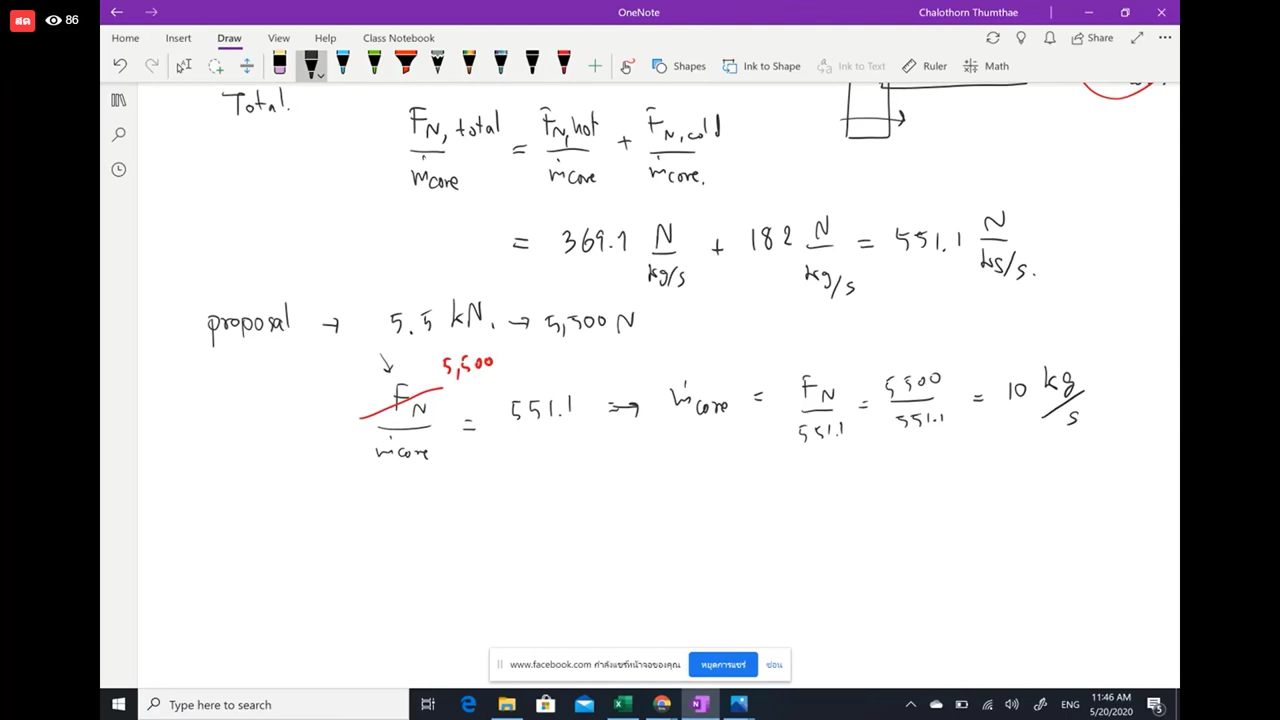 สด 86
OneNote
Chalothorn Thumthae
Home Insert Draw View Help Class Notebook
Share
Shapes Ink to Shape Ink to Text Ruler Math
Total.
F_N, total / ṁcore = F_N, hot / ṁcore + F_N, cold / ṁcore.
= 369.1 N / kg/s + 182 N / kg/s = 551.1 N / kg/s.
proposal → 5.5 kN. → 5,500 N
5,500
F_N / ṁcore = 551.1 → ṁcore = F_N / 551.1 = 5500 / 551.1 = 10 kg/s
www.facebook.com กำลังแชร์หน้าจอของคุณ หยุดการแชร์ ซ่อน
Type here to search
ENG
11:46 AM
5/20/2020
5